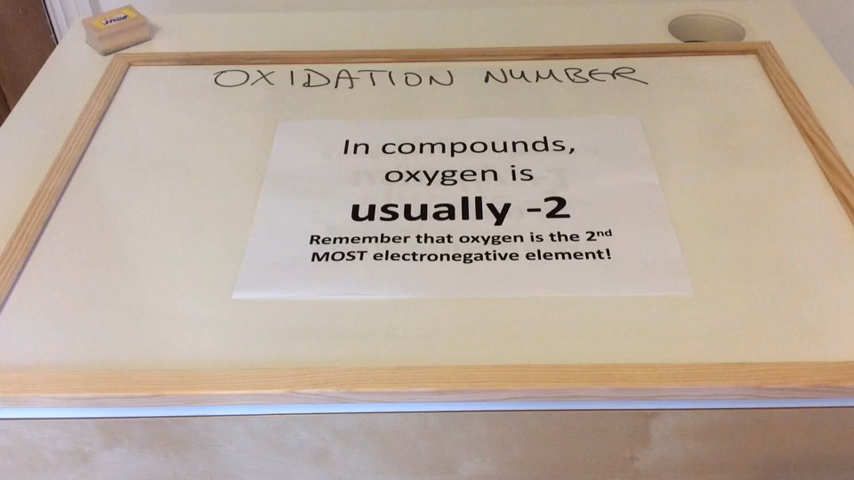 OXIDATION NUMBER
In compounds,
oxygen is
usually -2
Remember that oxygen is the 2nd
MOST electronegative element!